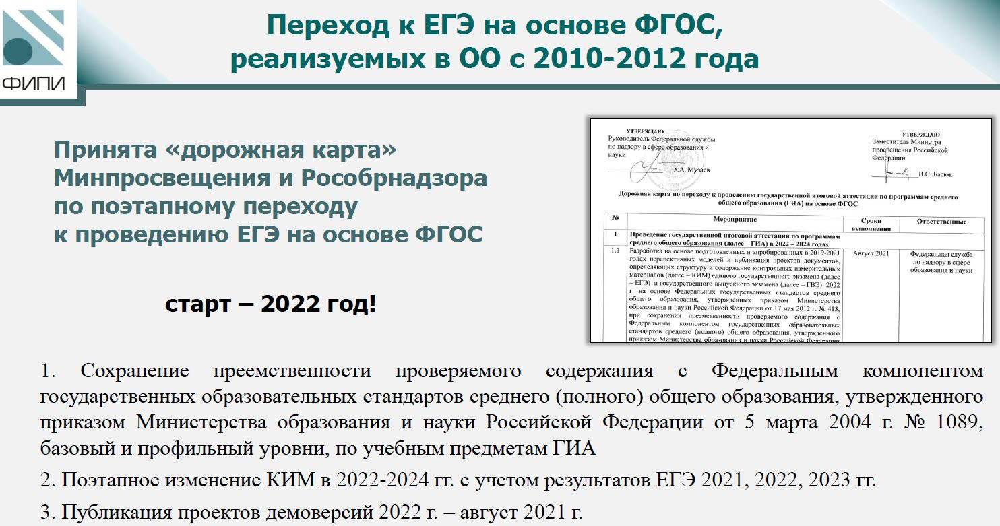 ФИПИ
Переход к ЕГЭ на основе ФГОС,
реализуемых в ОО с 2010-2012 года
Принята «дорожная карта»
Минпросвещения и Рособрнадзора
по поэтапному переходу
к проведению ЕГЭ на основе ФГОС
старт – 2022 год!
УТВЕРЖДАЮ
Руководитель Федеральной службы
по надзору в сфере образования и
науки
А.А. Музаев
УТВЕРЖДАЮ
Заместитель Министра
просвещения Российской
Федерации
В.С. Басюк
Дорожная карта по переходу к проведению государственной итоговой аттестации по программам среднего
общего образования (ГИА) на основе ФГОС
№ Мероприятие Сроки Ответственные
выполнения
1 Проведение государственной итоговой аттестации по программам
среднего общего образования (далее – ГИА) в 2022 – 2024 годах
1.1 Разработка на основе подготовленных и апробированных в 2019-2021 Август 2021 Федеральная служба
годах перспективных моделей и публикация проектов документов, по надзору в сфере
определяющих структуру и содержание контрольных измерительных образования и науки
материалов (далее – КИМ) единого государственного экзамена (далее
– ЕГЭ) и государственного выпускного экзамена (далее – ГВЭ) 2022
г. на основе Федеральных государственных стандартов среднего
общего образования, утвержденных приказом Министерства
образования и науки Российской Федерации от 17 мая 2012 г. № 413,
при сохранении преемственности проверяемого содержания с
Федеральным компонентом государственных образовательных
стандартов среднего (полного) общего образования, утвержденного
приказом Министерства образования и науки Российской Федерации
1. Сохранение преемственности проверяемого содержания с Федеральным компонентом
государственных образовательных стандартов среднего (полного) общего образования, утвержденного
приказом Министерства образования и науки Российской Федерации от 5 марта 2004 г. № 1089,
базовый и профильный уровни, по учебным предметам ГИА
2. Поэтапное изменение КИМ в 2022-2024 гг. с учетом результатов ЕГЭ 2021, 2022, 2023 гг.
3. Публикация проектов демоверсий 2022 г. – август 2021 г.